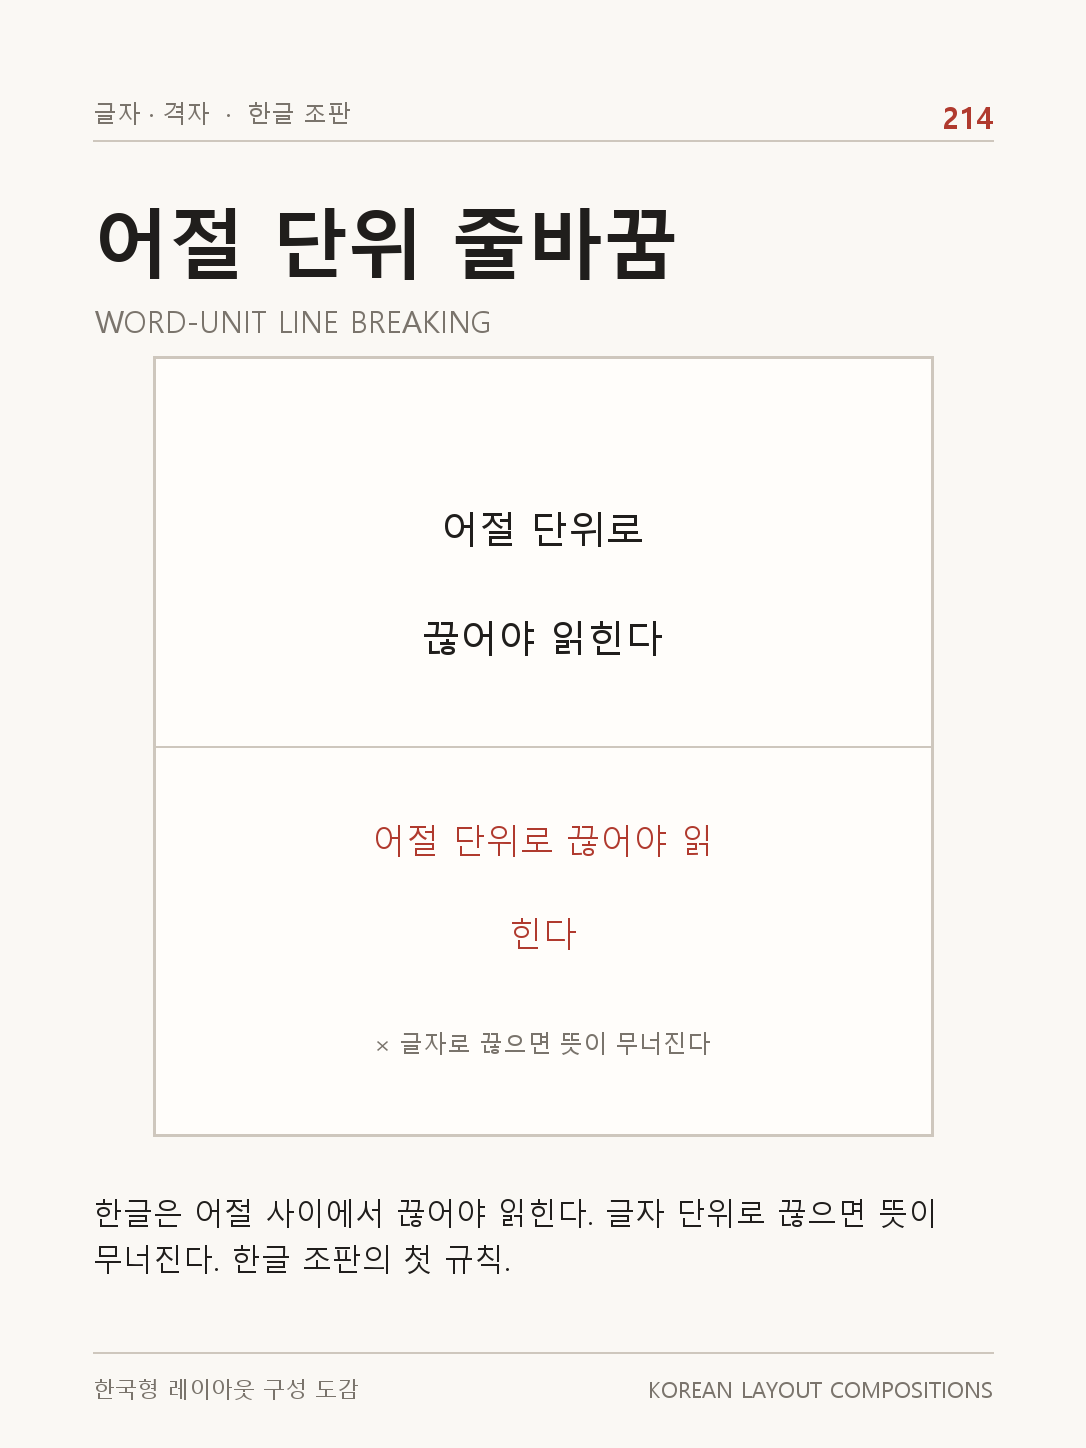 글자 · 격자 · 한글 조판
214
어절 단위 줄바꿈
WORD-UNIT LINE BREAKING
어절 단위로
끊어야 읽힌다
어절 단위로 끊어야 읽
힌다
× 글자로 끊으면 뜻이 무너진다
한글은 어절 사이에서 끊어야 읽힌다. 글자 단위로 끊으면 뜻이
무너진다. 한글 조판의 첫 규칙.
한국형 레이아웃 구성 도감
KOREAN LAYOUT COMPOSITIONS